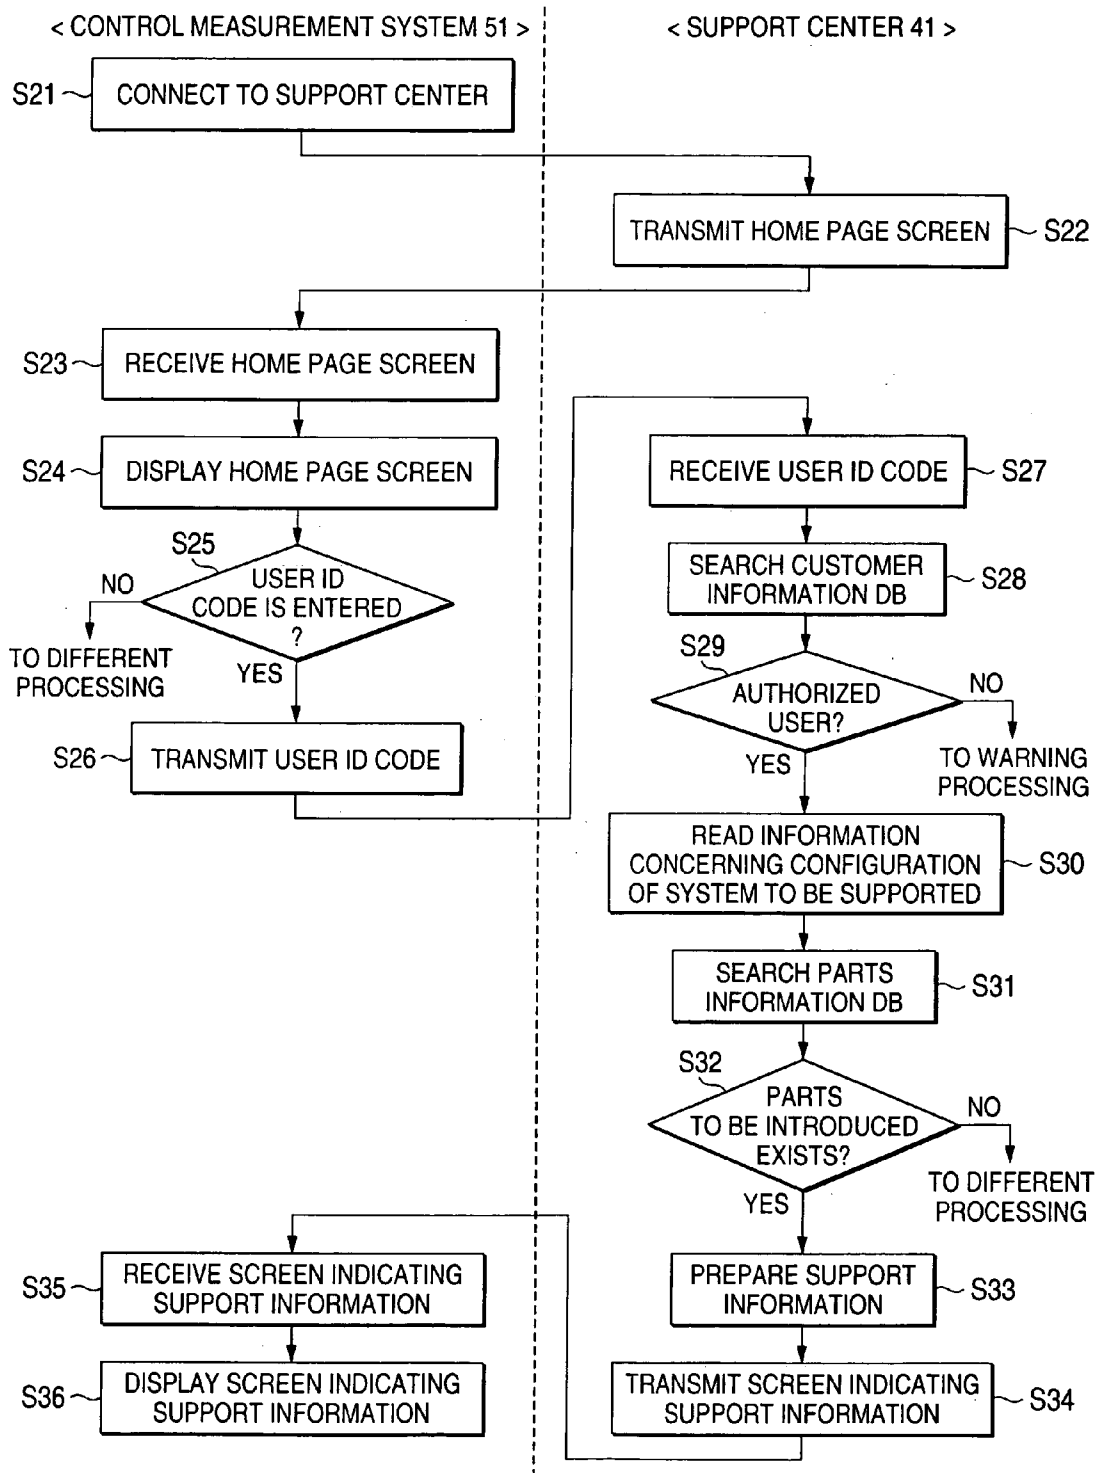 < CONTROL MEASUREMENT SYSTEM 51 >
< SUPPORT CENTER 41 >
S21
CONNECT TO SUPPORT CENTER
TRANSMIT HOME PAGE SCREEN
S22
S23
RECEIVE HOME PAGE SCREEN
S24
DISPLAY HOME PAGE SCREEN
S25
USER ID
CODE IS ENTERED
?
NO
TO DIFFERENT
PROCESSING
YES
S26
TRANSMIT USER ID CODE
RECEIVE USER ID CODE
S27
SEARCH CUSTOMER
INFORMATION DB
S28
S29
AUTHORIZED
USER?
NO
TO WARNING
PROCESSING
YES
READ INFORMATION
CONCERNING CONFIGURATION
OF SYSTEM TO BE SUPPORTED
S30
SEARCH PARTS
INFORMATION DB
S31
S32
PARTS
TO BE INTRODUCED
EXISTS?
NO
TO DIFFERENT
PROCESSING
YES
PREPARE SUPPORT
INFORMATION
S33
TRANSMIT SCREEN INDICATING
SUPPORT INFORMATION
S34
S35
RECEIVE SCREEN INDICATING
SUPPORT INFORMATION
S36
DISPLAY SCREEN INDICATING
SUPPORT INFORMATION